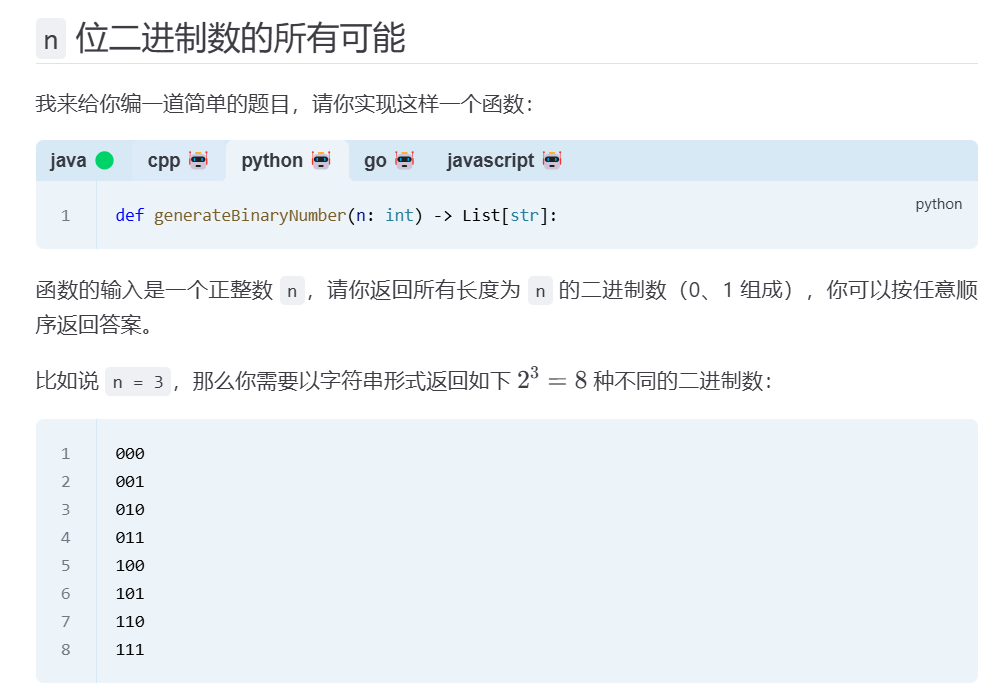 n 位二进制数的所有可能
我来给你编一道简单的题目，请你实现这样一个函数：
java cpp python go javascript
python
1 def generateBinaryNumber(n: int) -> List[str]:
函数的输入是一个正整数 n，请你返回所有长度为 n 的二进制数（0、1 组成），你可以按任意顺
序返回答案。
比如说 n = 3，那么你需要以字符串形式返回如下 2³ = 8 种不同的二进制数：
1 000
2 001
3 010
4 011
5 100
6 101
7 110
8 111